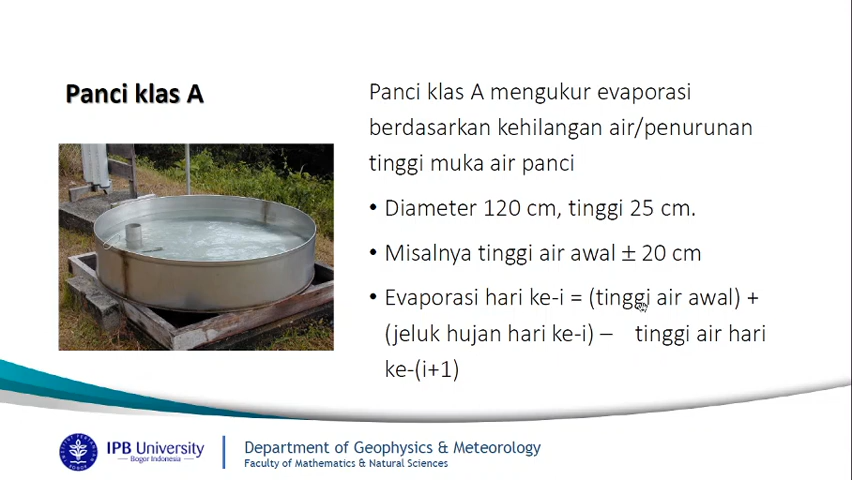 Panci klas A
Panci klas A mengukur evaporasi
berdasarkan kehilangan air/penurunan
tinggi muka air panci
• Diameter 120 cm, tinggi 25 cm.
• Misalnya tinggi air awal ± 20 cm
• Evaporasi hari ke-i = (tinggi air awal) +
(jeluk hujan hari ke-i) – tinggi air hari
ke-(i+1)
IPB University
Bogor Indonesia
Department of Geophysics & Meteorology
Faculty of Mathematics & Natural Sciences